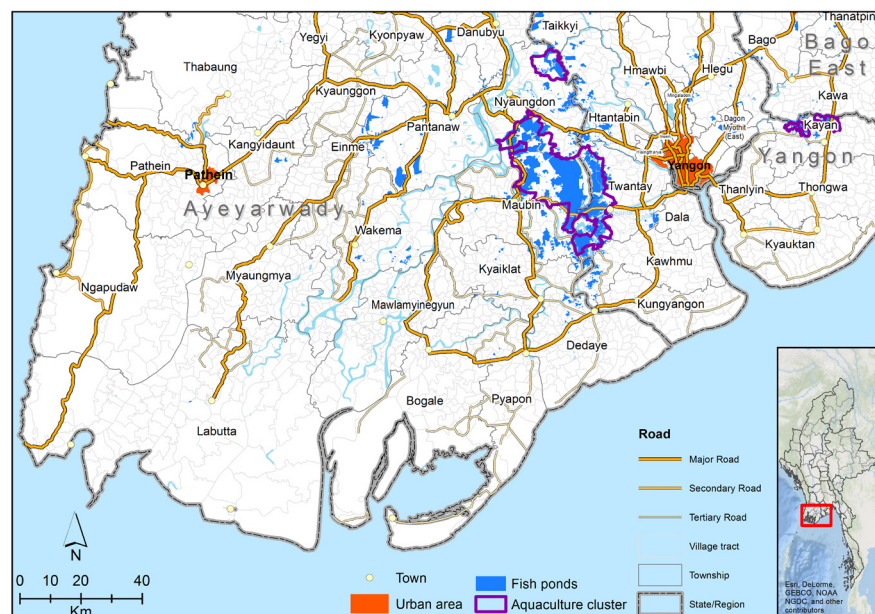 Taikkyi
Thanatpin
Danubyu
Yegyi
Kyonpyaw
Bago
Bago
East
Thabaung
Hmawbi
Hlegu
Kyaunggon
Nyaungdon
Mingaladon
Kawa
Htantabin
Dagon
Myothit
(East)
Kayan
Pantanaw
Kangyidaunt
Einme
Hlaingtharya
Yangon
Yangon
Pathein
Pathein
Twantay
Thanlyin
Thongwa
Maubin
Ayeyarwady
Dala
Wakema
Kyauktan
Kyaiklat
Kawhmu
Myaungmya
Ngapudaw
Mawlamyinegyun
Kungyangon
Dedaye
Bogale
Pyapon
Labutta
Road
Major Road
Secondary Road
Tertiary Road
Village tract
Township
State/Region
N
0 10 20 40
Km
Town
Urban area
Fish ponds
Aquaculture cluster
Esri, DeLorme,
GEBCO, NOAA
NGDC, and other
contributors